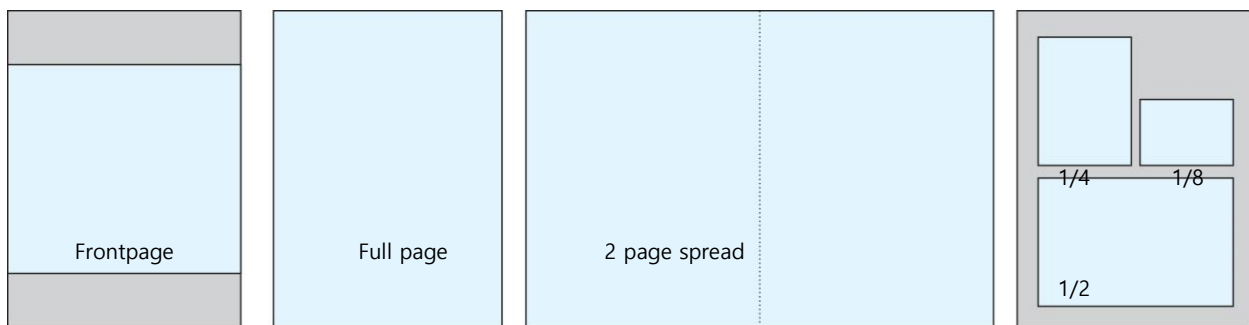 Frontpage
Full page
2 page spread
1/4
1/8
1/2